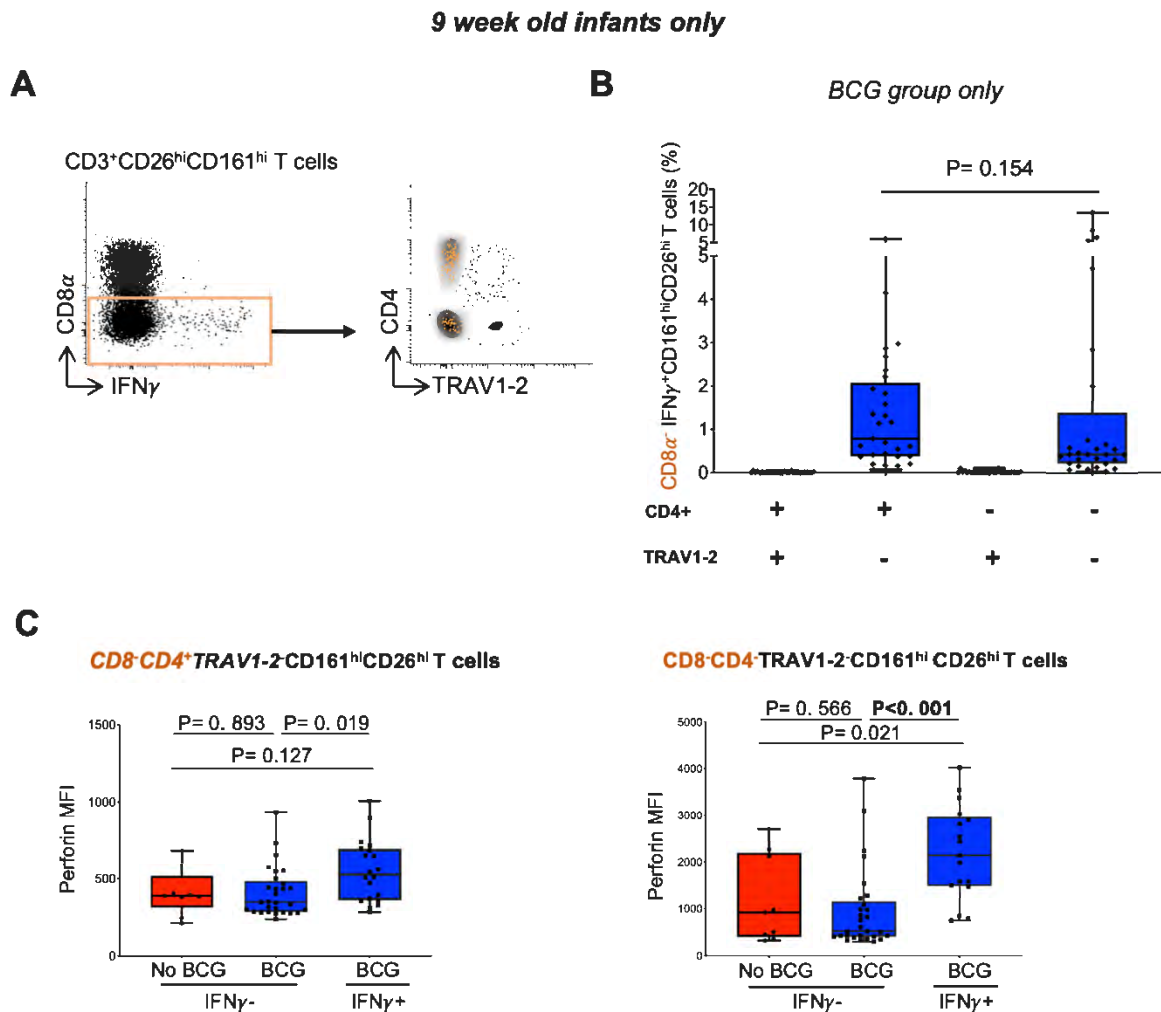 9 week old infants only
A
CD3⁺CD26ʰⁱCD161ʰⁱ T cells
CD8α
IFNγ
CD4
TRAV1-2
B
BCG group only
P= 0.154
CD8α⁻ IFNγ⁺CD161ʰⁱCD26ʰⁱ T cells (%)
20
15
10
5
5
4
3
2
1
0
CD4+ + + - -
TRAV1-2 + - + -
C
CD8⁻CD4⁺TRAV1-2⁻CD161ʰⁱCD26ʰⁱ T cells
P= 0. 893 P= 0. 019
P= 0.127
Perforin MFI
1500
1000
500
0
No BCG BCG BCG
IFNγ- IFNγ+
CD8⁻CD4⁻TRAV1-2⁻CD161ʰⁱ CD26ʰⁱ T cells
P= 0. 566 P<0. 001
P= 0.021
Perforin MFI
5000
4000
3000
2000
1000
0
No BCG BCG BCG
IFNγ- IFNγ+